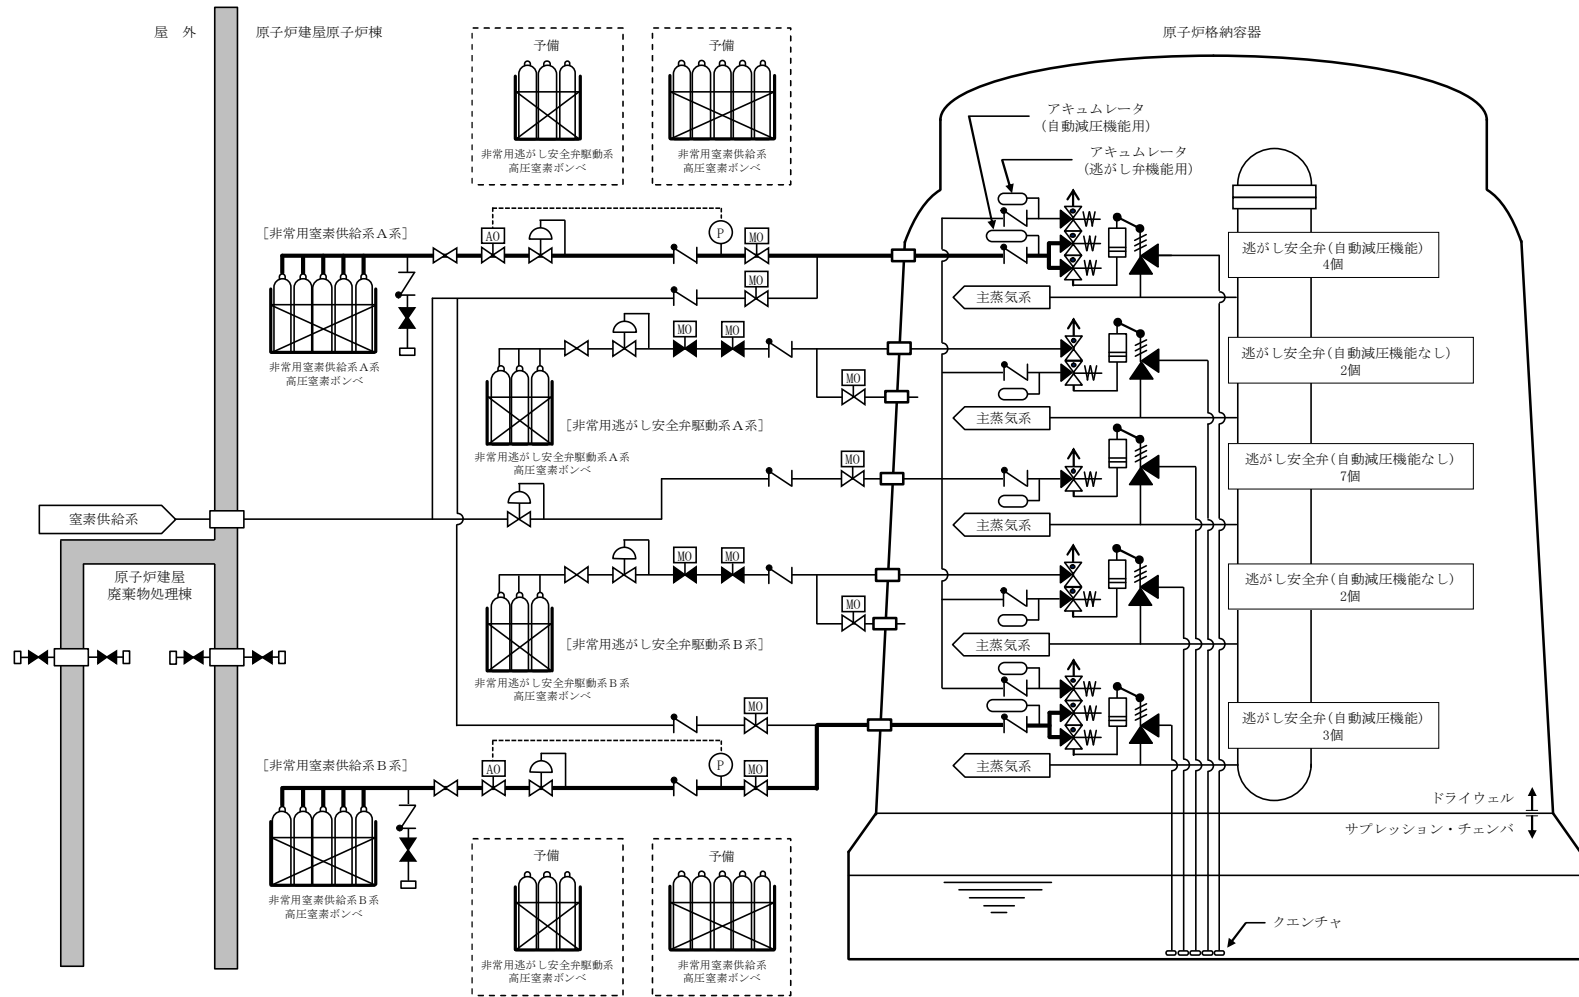 屋 外
原子炉建屋原子炉棟
予備
非常用逃がし安全弁駆動系
高圧窒素ボンベ
予備
非常用窒素供給系
高圧窒素ボンベ
原子炉格納容器
アキュムレータ
(自動減圧機能用)
アキュムレータ
(逃がし弁機能用)
[非常用窒素供給系A系]
AO
P
MO
MO
非常用窒素供給系A系
高圧窒素ボンベ
逃がし安全弁(自動減圧機能)
4個
主蒸気系
MO
MO
MO
[非常用逃がし安全弁駆動系A系]
非常用逃がし安全弁駆動系A系
高圧窒素ボンベ
逃がし安全弁(自動減圧機能なし)
2個
主蒸気系
MO
逃がし安全弁(自動減圧機能なし)
7個
主蒸気系
窒素供給系
原子炉建屋
廃棄物処理棟
MO
MO
MO
[非常用逃がし安全弁駆動系B系]
非常用逃がし安全弁駆動系B系
高圧窒素ボンベ
逃がし安全弁(自動減圧機能なし)
2個
主蒸気系
MO
逃がし安全弁(自動減圧機能)
3個
主蒸気系
[非常用窒素供給系B系]
AO
P
MO
非常用窒素供給系B系
高圧窒素ボンベ
ドライウェル
サプレッション・チェンバ
予備
非常用逃がし安全弁駆動系
高圧窒素ボンベ
予備
非常用窒素供給系
高圧窒素ボンベ
クエンチャ